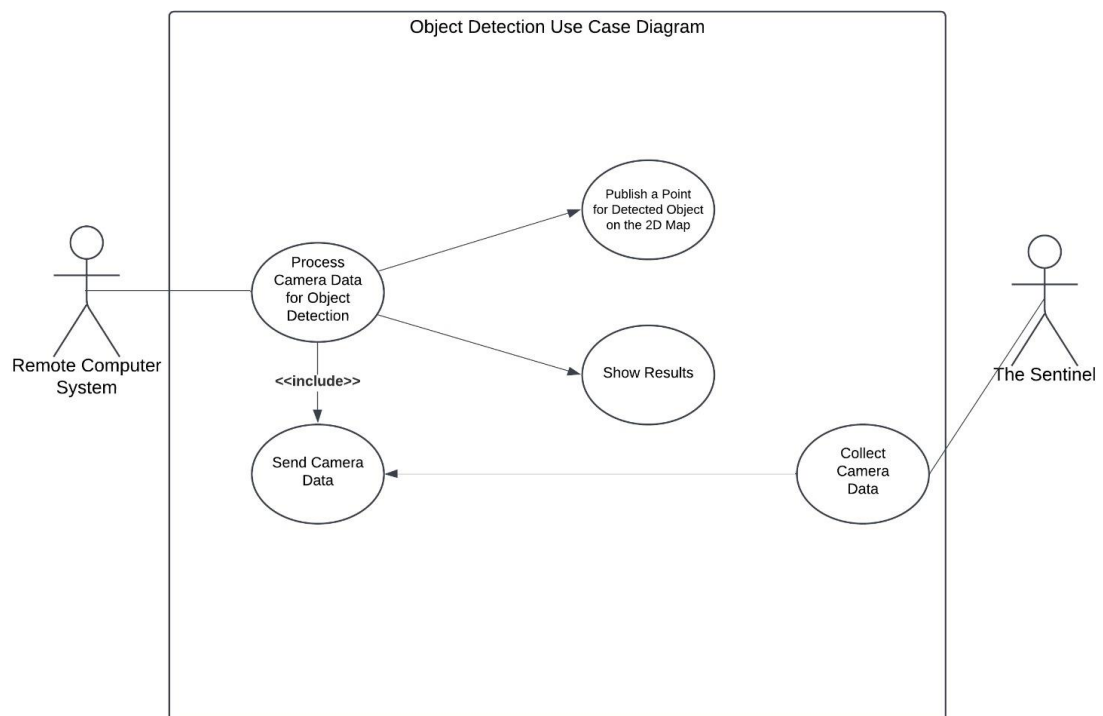 Object Detection Use Case Diagram
Publish a Point
for Detected Object
on the 2D Map
Process
Camera Data
for Object
Detection
Remote Computer
System
<<include>>
Show Results
The Sentinel
Send Camera
Data
Collect
Camera
Data